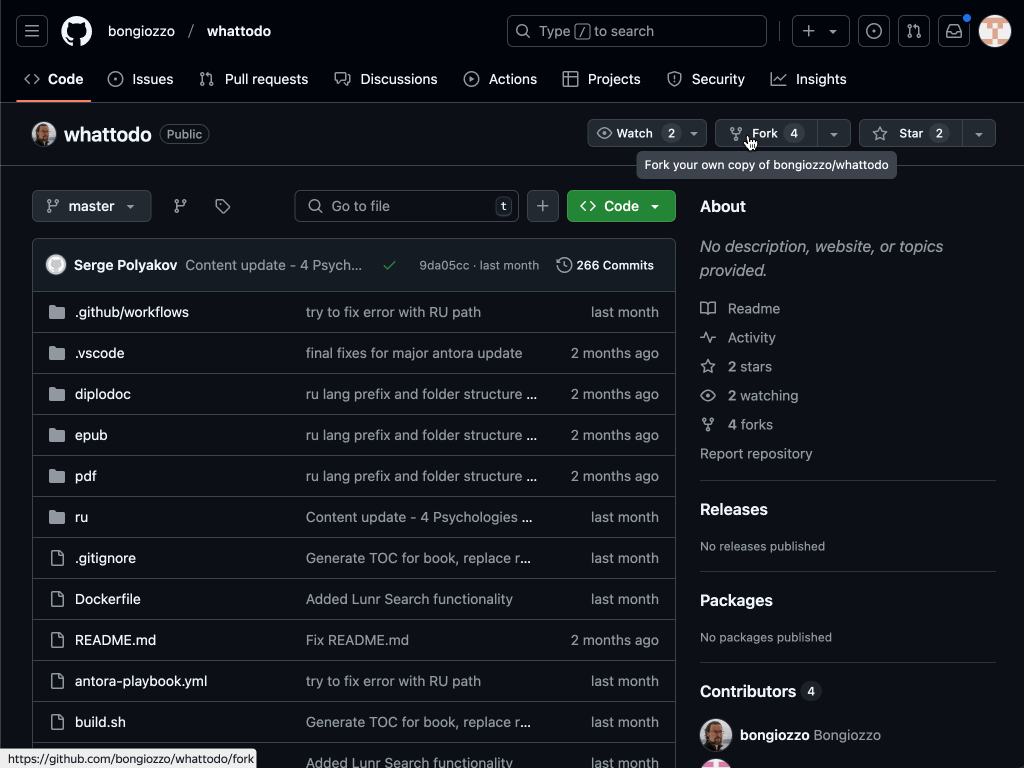 bongiozzo / whattodo
Type / to search
Code Issues Pull requests Discussions Actions Projects Security Insights
whattodo Public
Watch 2 Fork 4 Star 2
Fork your own copy of bongiozzo/whattodo
master
Go to file t
Code
Serge Polyakov Content update - 4 Psych... 9da05cc · last month 266 Commits
.github/workflows try to fix error with RU path last month
.vscode final fixes for major antora update 2 months ago
diplodoc ru lang prefix and folder structure ... 2 months ago
epub ru lang prefix and folder structure ... 2 months ago
pdf ru lang prefix and folder structure ... 2 months ago
ru Content update - 4 Psychologies ... last month
.gitignore Generate TOC for book, replace r... last month
Dockerfile Added Lunr Search functionality last month
README.md Fix README.md 2 months ago
antora-playbook.yml try to fix error with RU path last month
build.sh Generate TOC for book, replace r... last month
Added Lunr Search functionality last month
About
No description, website, or topics
provided.
Readme
Activity
2 stars
2 watching
4 forks
Report repository
Releases
No releases published
Packages
No packages published
Contributors 4
bongiozzo Bongiozzo
https://github.com/bongiozzo/whattodo/fork